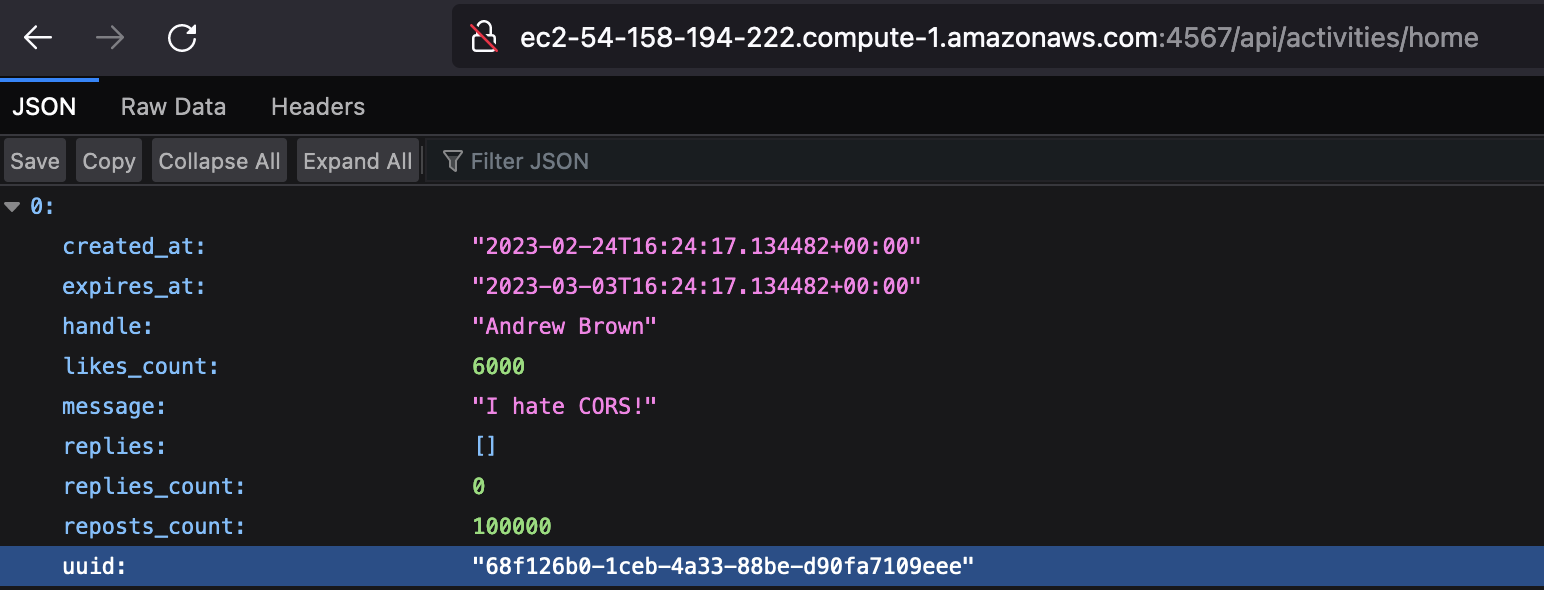 ec2-54-158-194-222.compute-1.amazonaws.com:4567/api/activities/home
JSON Raw Data Headers
Save Copy Collapse All Expand All Filter JSON
0:
created_at: "2023-02-24T16:24:17.134482+00:00"
expires_at: "2023-03-03T16:24:17.134482+00:00"
handle: "Andrew Brown"
likes_count: 6000
message: "I hate CORS!"
replies: []
replies_count: 0
reposts_count: 100000
uuid: "68f126b0-1ceb-4a33-88be-d90fa7109eee"